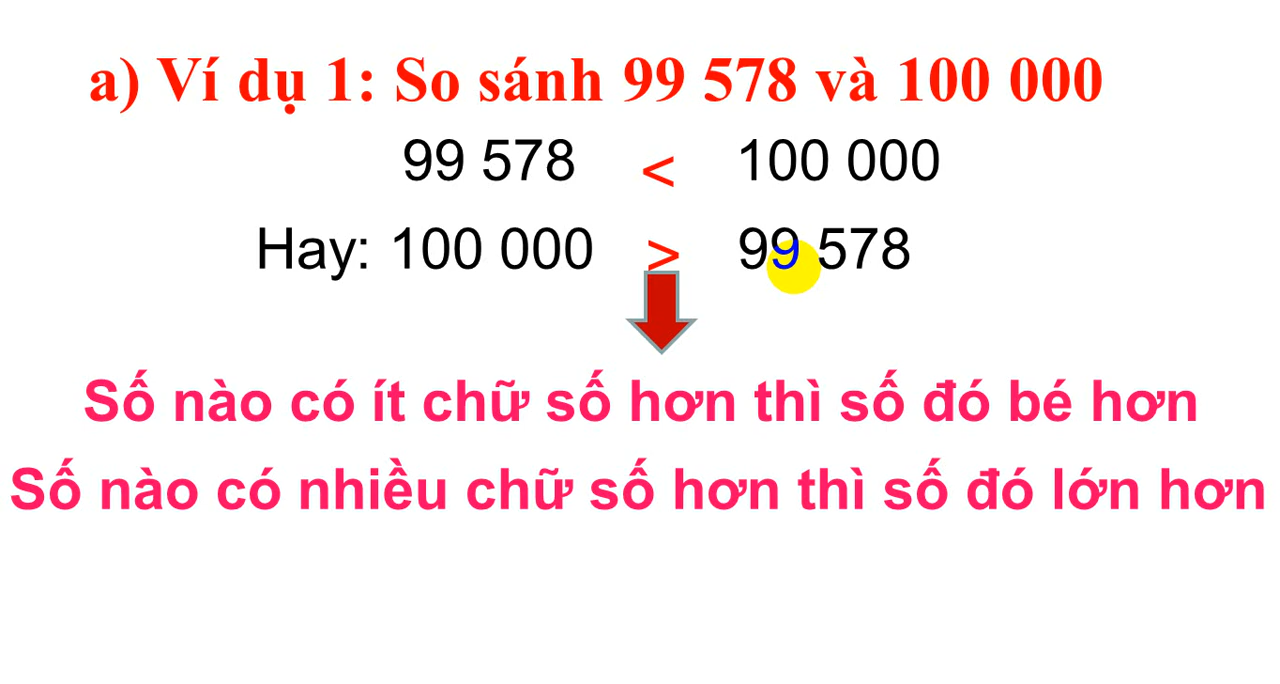 a) Ví dụ 1: So sánh 99 578 và 100 000
99 578 < 100 000
Hay: 100 000 > 99 578
Số nào có ít chữ số hơn thì số đó bé hơn
Số nào có nhiều chữ số hơn thì số đó lớn hơn